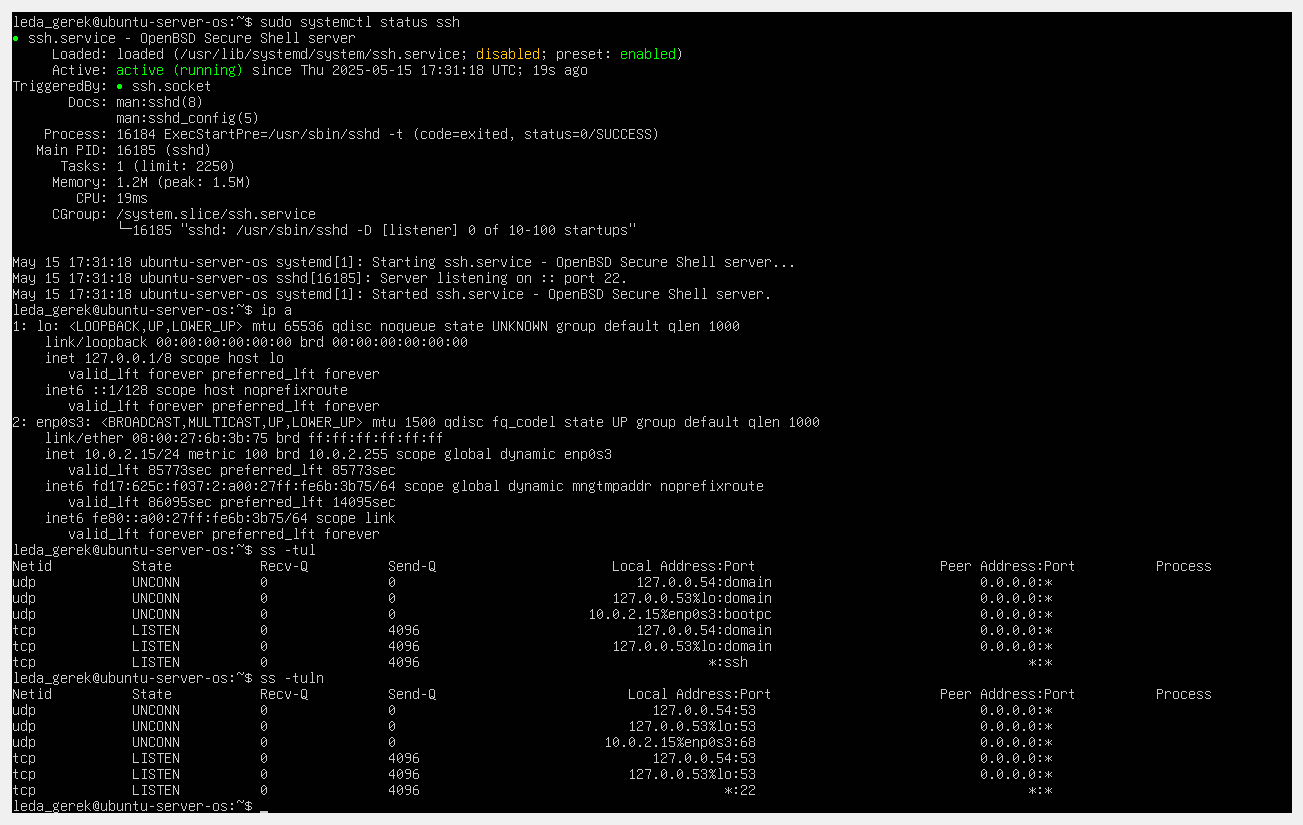 leda_gerek@ubuntu-server-os:~$ sudo systemctl status ssh
● ssh.service - OpenBSD Secure Shell server
     Loaded: loaded (/usr/lib/systemd/system/ssh.service; disabled; preset: enabled)
     Active: active (running) since Thu 2025-05-15 17:31:18 UTC; 19s ago
TriggeredBy: ● ssh.socket
       Docs: man:sshd(8)
             man:sshd_config(5)
    Process: 16184 ExecStartPre=/usr/sbin/sshd -t (code=exited, status=0/SUCCESS)
   Main PID: 16185 (sshd)
      Tasks: 1 (limit: 2250)
     Memory: 1.2M (peak: 1.5M)
        CPU: 19ms
     CGroup: /system.slice/ssh.service
             └─16185 "sshd: /usr/sbin/sshd -D [listener] 0 of 10-100 startups"

May 15 17:31:18 ubuntu-server-os systemd[1]: Starting ssh.service - OpenBSD Secure Shell server...
May 15 17:31:18 ubuntu-server-os sshd[16185]: Server listening on :: port 22.
May 15 17:31:18 ubuntu-server-os systemd[1]: Started ssh.service - OpenBSD Secure Shell server.
leda_gerek@ubuntu-server-os:~$ ip a
1: lo: <LOOPBACK,UP,LOWER_UP> mtu 65536 qdisc noqueue state UNKNOWN group default qlen 1000
    link/loopback 00:00:00:00:00:00 brd 00:00:00:00:00:00
    inet 127.0.0.1/8 scope host lo
       valid_lft forever preferred_lft forever
    inet6 ::1/128 scope host noprefixroute
       valid_lft forever preferred_lft forever
2: enp0s3: <BROADCAST,MULTICAST,UP,LOWER_UP> mtu 1500 qdisc fq_codel state UP group default qlen 1000
    link/ether 08:00:27:6b:3b:75 brd ff:ff:ff:ff:ff:ff
    inet 10.0.2.15/24 metric 100 brd 10.0.2.255 scope global dynamic enp0s3
       valid_lft 85773sec preferred_lft 85773sec
    inet6 fd17:625c:f037:2:a00:27ff:fe6b:3b75/64 scope global dynamic mngtmpaddr noprefixroute
       valid_lft 86095sec preferred_lft 14095sec
    inet6 fe80::a00:27ff:fe6b:3b75/64 scope link
       valid_lft forever preferred_lft forever
leda_gerek@ubuntu-server-os:~$ ss -tul
Netid State Recv-Q Send-Q Local Address:Port Peer Address:Port Process
udp UNCONN 0 0 127.0.0.54:domain 0.0.0.0:*
udp UNCONN 0 0 127.0.0.53%lo:domain 0.0.0.0:*
udp UNCONN 0 0 10.0.2.15%enp0s3:bootpc 0.0.0.0:*
tcp LISTEN 0 4096 127.0.0.54:domain 0.0.0.0:*
tcp LISTEN 0 4096 127.0.0.53%lo:domain 0.0.0.0:*
tcp LISTEN 0 4096 *:ssh *:*
leda_gerek@ubuntu-server-os:~$ ss -tuln
Netid State Recv-Q Send-Q Local Address:Port Peer Address:Port Process
udp UNCONN 0 0 127.0.0.54:53 0.0.0.0:*
udp UNCONN 0 0 127.0.0.53%lo:53 0.0.0.0:*
udp UNCONN 0 0 10.0.2.15%enp0s3:68 0.0.0.0:*
tcp LISTEN 0 4096 127.0.0.54:53 0.0.0.0:*
tcp LISTEN 0 4096 127.0.0.53%lo:53 0.0.0.0:*
tcp LISTEN 0 4096 *:22 *:*
leda_gerek@ubuntu-server-os:~$ _